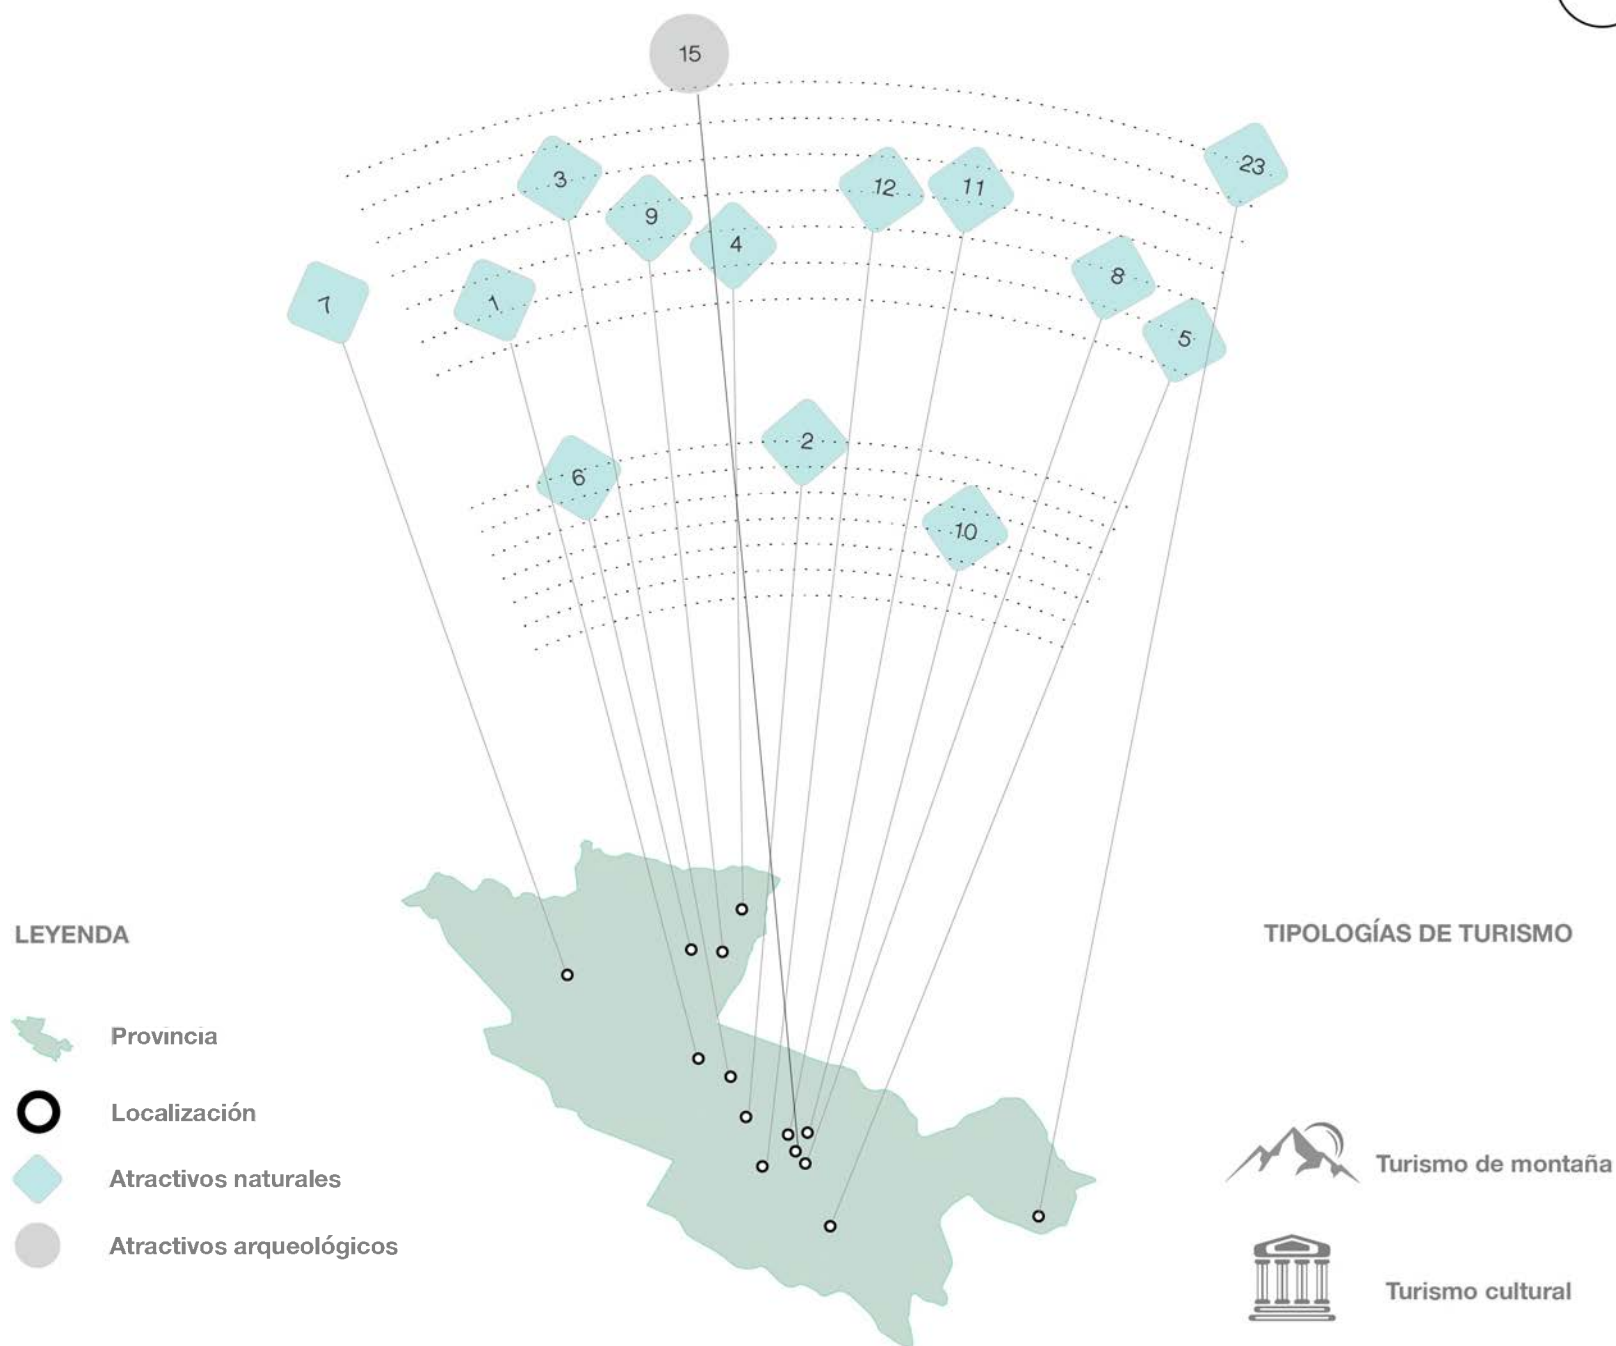 15
3
23
12
11
9
4
8
7
1
5
2
6
10
LEYENDA
Provincia
Localización
Atractivos naturales
Atractivos arqueológicos
TIPOLOGÍAS DE TURISMO
Turismo de montaña
Turismo cultural